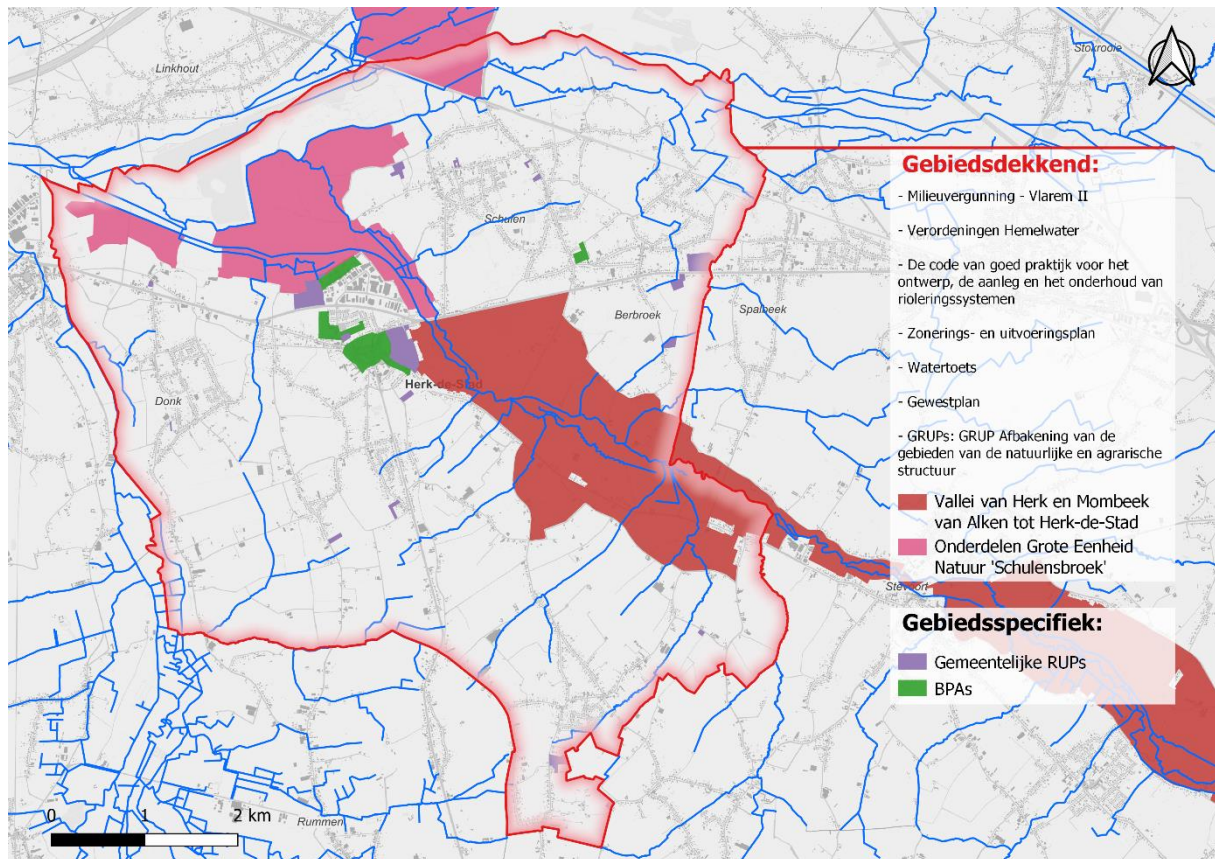 Linkhout
Stokrooie
Schulen
Berbroek
Spalbeek
Herk-de-Stad
Donk
Stevoort
Rummen
0 1 2 km
Gebiedsdekkend:
- Milieuvergunning - Vlarem II
- Verordeningen Hemelwater
- De code van goed praktijk voor het
ontwerp, de aanleg en het onderhoud van
rioleringssystemen
- Zonerings- en uitvoeringsplan
- Watertoets
- Gewestplan
- GRUPs: GRUP Afbakening van de
gebieden van de natuurlijke en agrarische
structuur
Vallei van Herk en Mombeek
van Alken tot Herk-de-Stad
Onderdelen Grote Eenheid
Natuur 'Schulensbroek'
Gebiedsspecifiek:
Gemeentelijke RUPs
BPAs